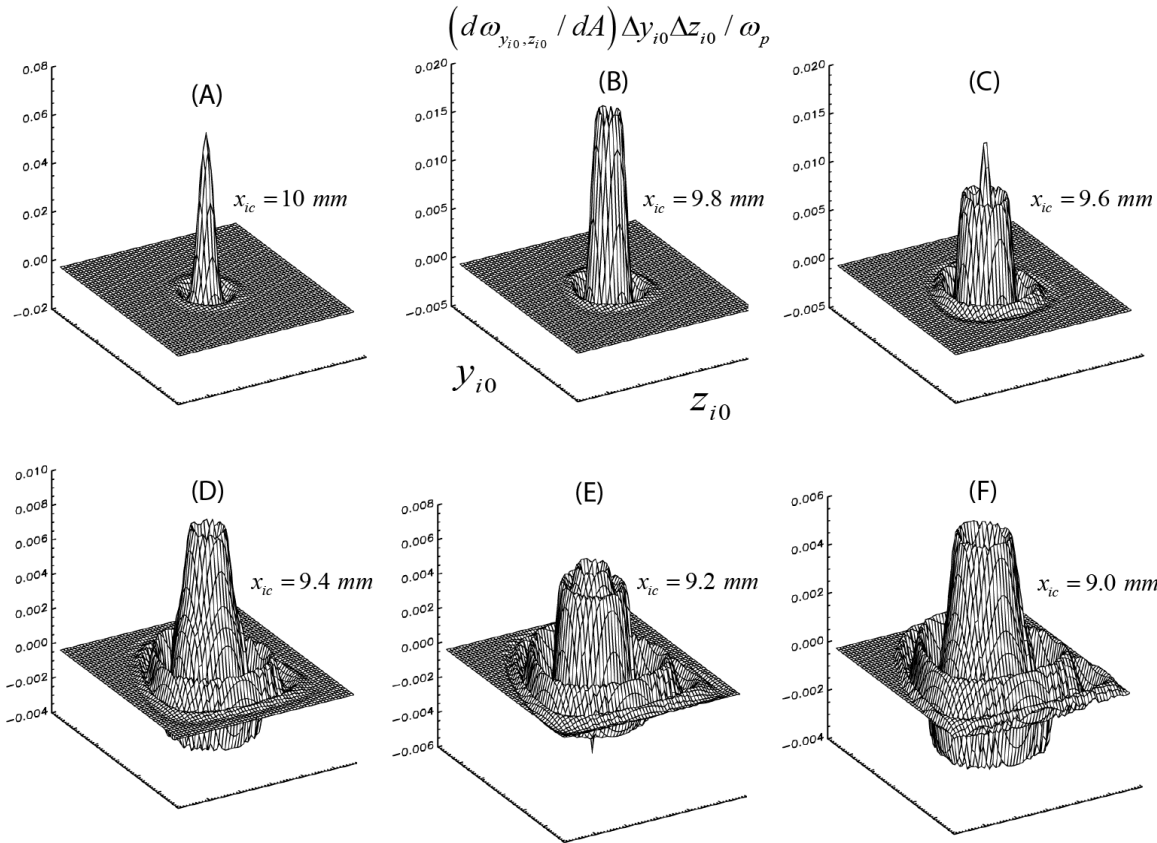 (dω_{y_{i0},z_{i0}} / dA) Δy_{i0} Δz_{i0} / ω_p
(A)
0.08
0.06
0.04
0.02
0.00
−0.02
x_{ic} = 10 mm
(B)
0.020
0.015
0.010
0.005
0.000
−0.005
x_{ic} = 9.8 mm
y_{i0}
z_{i0}
(C)
0.020
0.015
0.010
0.005
0.000
−0.005
x_{ic} = 9.6 mm
(D)
0.010
0.008
0.006
0.004
0.002
0.000
−0.002
−0.004
x_{ic} = 9.4 mm
(E)
0.008
0.006
0.004
0.002
0.000
−0.002
−0.004
−0.006
x_{ic} = 9.2 mm
(F)
0.006
0.004
0.002
0.000
−0.002
−0.004
x_{ic} = 9.0 mm